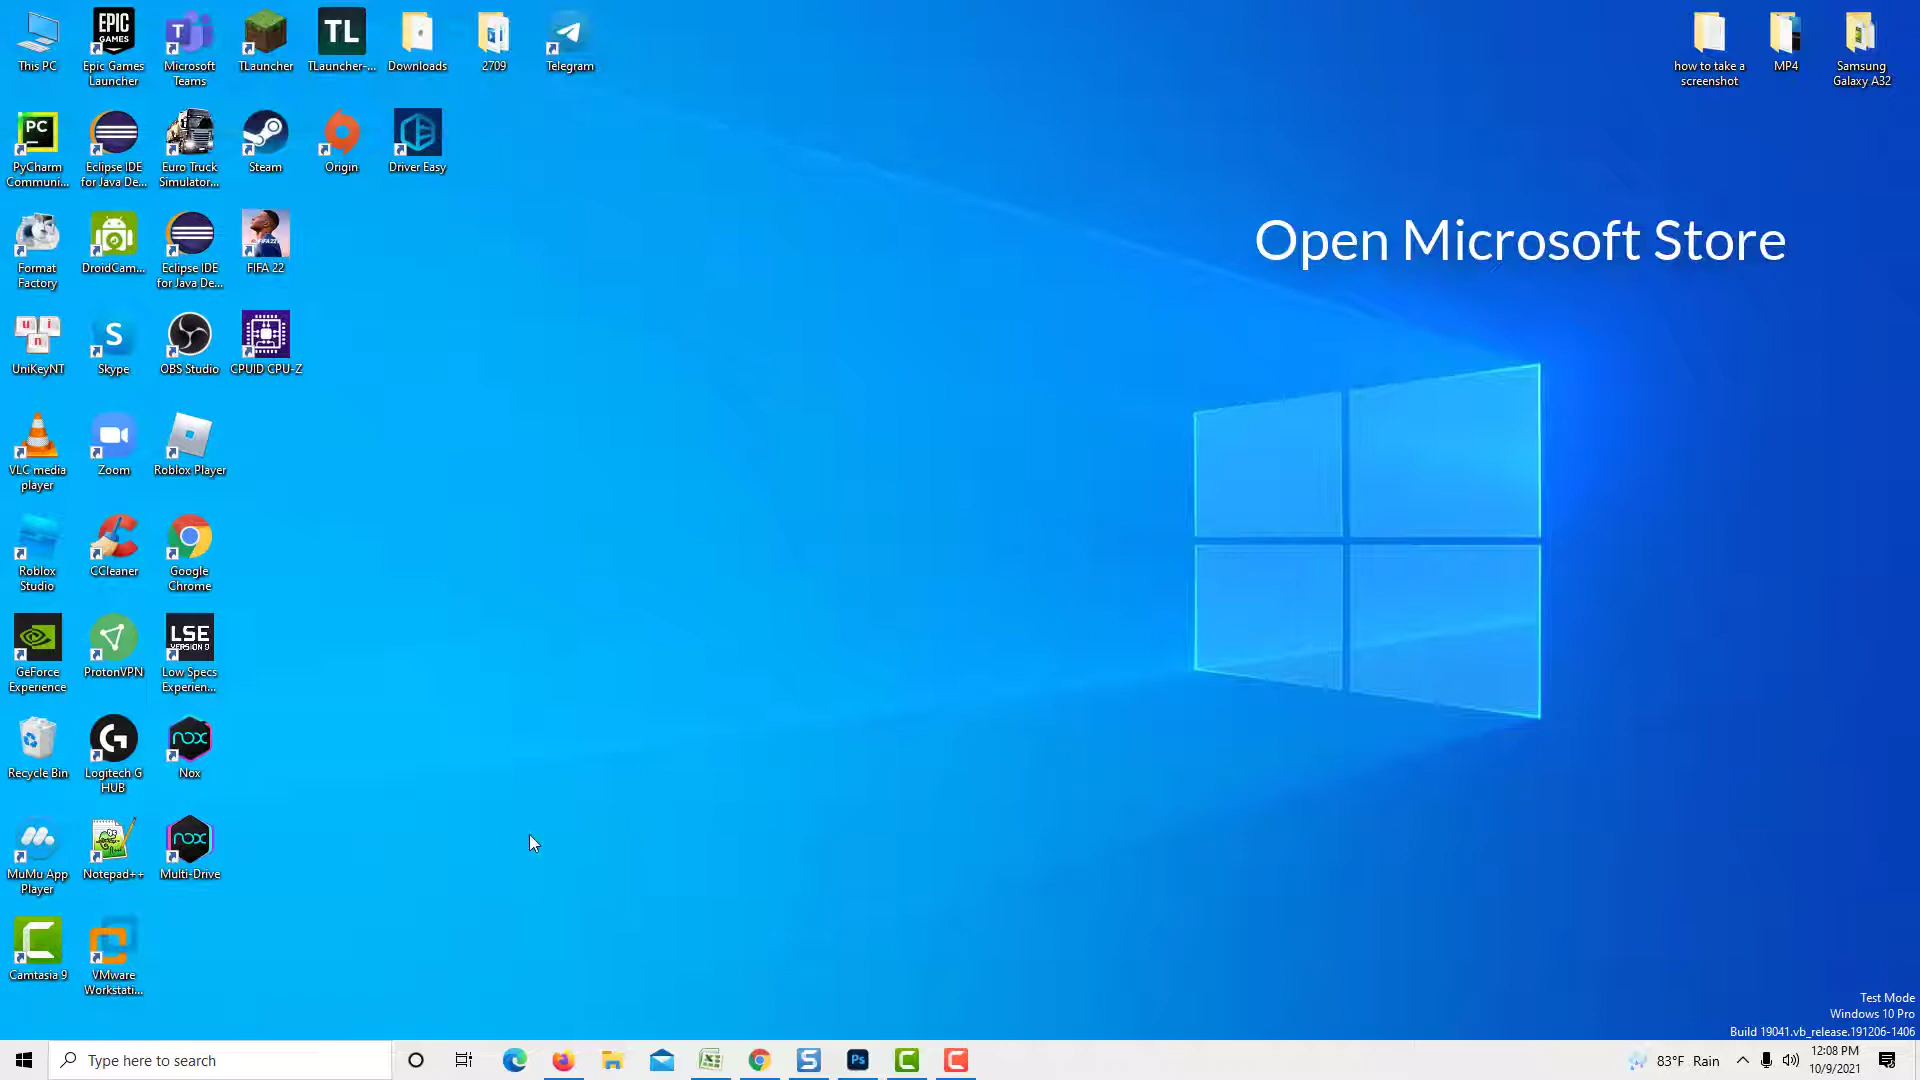 This PC
EPIC
GAMES
Epic Games
Launcher
Microsoft
Teams
TLauncher
TL
TLauncher-...
Downloads
2709
Telegram
how to take a
screenshot
MP4
Samsung
Galaxy A32
PC
PyCharm
Communi...
Eclipse IDE
for Java De...
Euro Truck
Simulator...
Steam
Origin
Driver Easy
Open Microsoft Store
Format
Factory
DroidCam...
Eclipse IDE
for Java De...
FIFA 22
u i
n
UniKeyNT
S
Skype
OBS Studio
CPUID CPU-Z
VLC media
player
Zoom
Roblox Player
Roblox
Studio
CCleaner
Google
Chrome
GeForce
Experience
ProtonVPN
LSE
VERSION 9
Low Specs
Experien...
Recycle Bin
G
Logitech G
HUB
nox
Nox
MuMu App
Player
Notepad++
nox
Multi-Drive
C
Camtasia 9
VMware
Workstati...
Test Mode
Windows 10 Pro
Build 19041.vb_release.191206-1406
Type here to search
S
Ps
C
C
83°F Rain
12:08 PM
10/9/2021